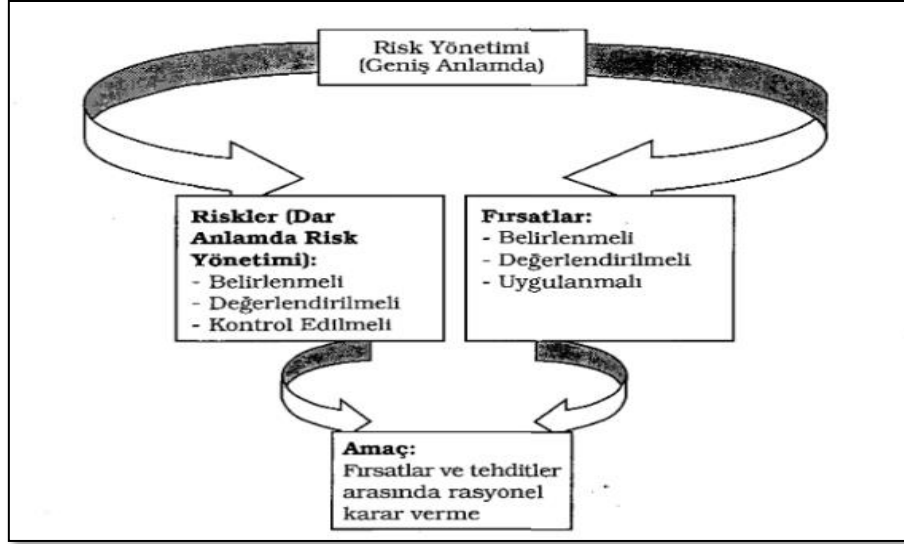 Risk Yönetimi
(Geniş Anlamda)
Riskler (Dar
Anlamda Risk
Yönetimi):
- Belirlenmeli
- Değerlendirilmeli
- Kontrol Edilmeli
Fırsatlar:
- Belirlenmeli
- Değerlendirilmeli
- Uygulanmalı
Amaç:
Fırsatlar ve tehditler
arasında rasyonel
karar verme